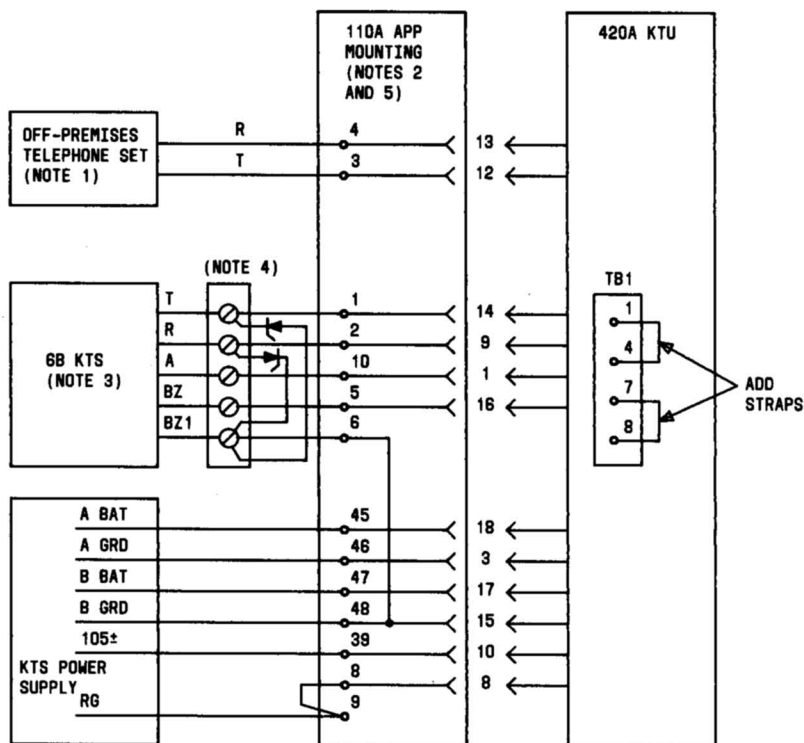 110A APP
MOUNTING
(NOTES 2
AND 5)
420A KTU
OFF-PREMISES
TELEPHONE SET
(NOTE 1)
R 4 13
T 3 12
(NOTE 4)
TB1
6B KTS
(NOTE 3)
T 1 14
R 2 9
A 10 1
BZ 5 16
BZ1 6
1
4
7
8
ADD
STRAPS
A BAT 45 18
A GRD 46 3
B BAT 47 17
B GRD 48 15
105± 39 10
8 8
KTS POWER
SUPPLY
RG 9